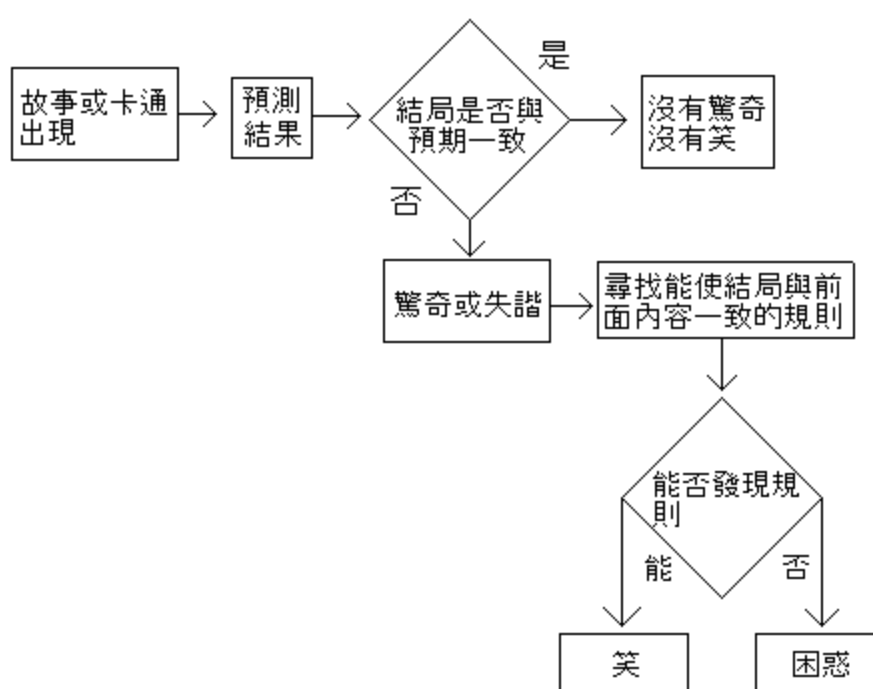 故事或卡通
出現
預測
結果
結局是否與
預期一致
是
沒有驚奇
沒有笑
否
驚奇或失諧
尋找能使結局與前
面內容一致的規則
能否發現規
則
能
否
笑
困惑